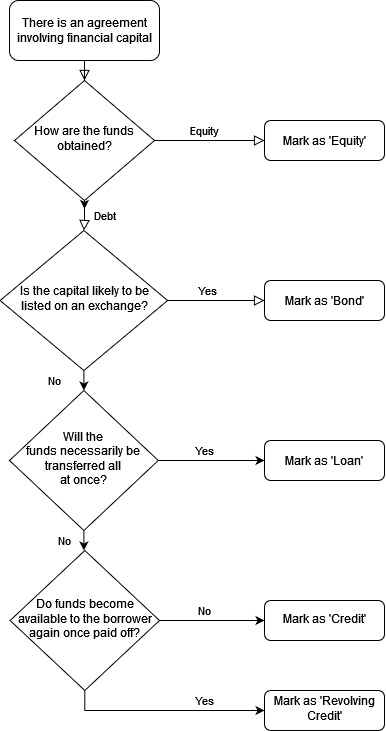 There is an agreement
involving financial capital
How are the funds
obtained?
Equity
Mark as 'Equity'
Debt
Is the capital likely to be
listed on an exchange?
Yes
Mark as 'Bond'
No
Will the
funds necessarily be
transferred all
at once?
Yes
Mark as 'Loan'
No
Do funds become
available to the borrower
again once paid off?
No
Mark as 'Credit'
Yes
Mark as 'Revolving
Credit'